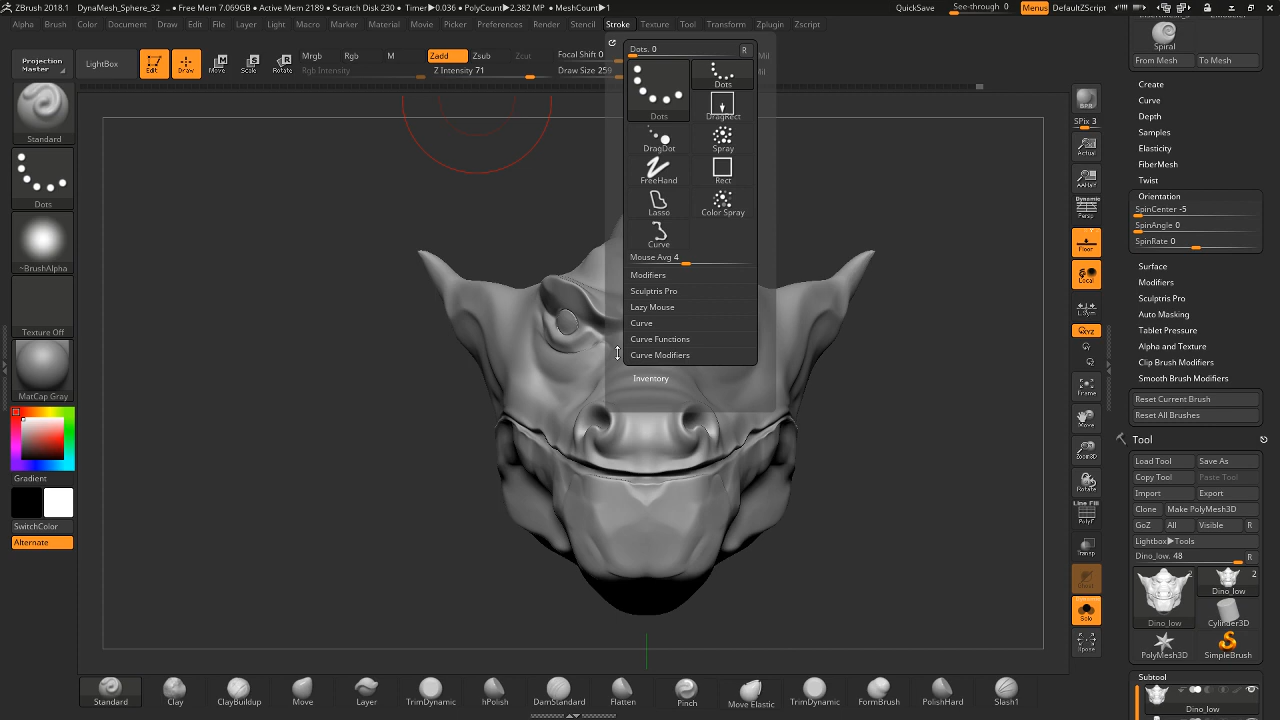 ZBrush 2018.1 DynaMesh_Sphere_32 .. • Free Mem 7.069GB • Active Mem 2189 • Scratch Disk 230 • Timer▶0.036 • PolyCount▶2.382 MP • MeshCount▶1 QuickSave See-through 0 Menus DefaultZScript
Alpha Brush Color Document Draw Edit File Layer Light Macro Marker Material Movie Picker Preferences Render Stencil Stroke Texture Tool Transform Zplugin Zscript
Projection Master
LightBox
Edit Draw Move Scale Rotate
Mrgb Rgb M
Rgb Intensity
Zadd Zsub Zcut
Z Intensity 71
Focal Shift 0
Draw Size 259
Mil
Mil
Standard
Dots
~BrushAlpha
Texture Off
MatCap Gray
Gradient
SwitchColor
Alternate
Dots. 0 R
Dots Dots
DragRect
DragDot Spray
FreeHand Rect
Lasso Color Spray
Curve
Mouse Avg 4
Modifiers
Sculptris Pro
Lazy Mouse
Curve
Curve Functions
Curve Modifiers
Inventory
BPR
SPix 3
Actual
AAHalf
Dynamic
Persp
Floor
Local
L.Sym
XYZ
Frame
Move
Zoom3D
Rotate
Line Fill
PolyF
Transp
Ghost
Dynamic
Solo
Xpose
Spiral
From Mesh To Mesh
Create
Curve
Depth
Samples
Elasticity
FiberMesh
Twist
Orientation
SpinCenter -5
SpinAngle 0
SpinRate 0
Surface
Modifiers
Sculptris Pro
Auto Masking
Tablet Pressure
Alpha and Texture
Clip Brush Modifiers
Smooth Brush Modifiers
Reset Current Brush
Reset All Brushes
Tool
Load Tool Save As
Copy Tool Paste Tool
Import Export
Clone Make PolyMesh3D
GoZ All Visible R
Lightbox▶Tools
Dino_low. 48 R
2 2
Dino_low
Dino_low Cylinder3D
PolyMesh3D SimpleBrush
Subtool
Dino_low
Standard Clay ClayBuildup Move Layer TrimDynamic hPolish DamStandard Flatten Pinch Move Elastic TrimDynamic FormBrush PolishHard Slash1